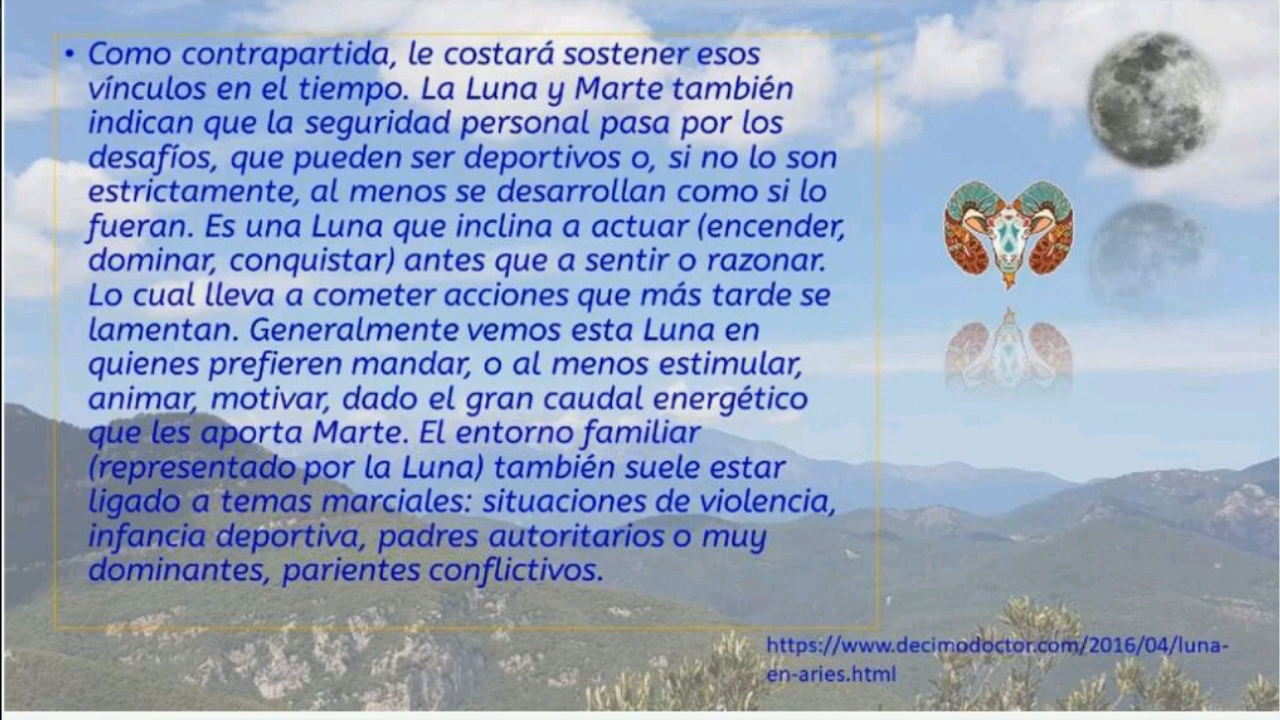 • Como contrapartida, le costará sostener esos
vínculos en el tiempo. La Luna y Marte también
indican que la seguridad personal pasa por los
desafíos, que pueden ser deportivos o, si no lo son
estrictamente, al menos se desarrollan como si lo
fueran. Es una Luna que inclina a actuar (encender,
dominar, conquistar) antes que a sentir o razonar.
Lo cual lleva a cometer acciones que más tarde se
lamentan. Generalmente vemos esta Luna en
quienes prefieren mandar, o al menos estimular,
animar, motivar, dado el gran caudal energético
que les aporta Marte. El entorno familiar
(representado por la Luna) también suele estar
ligado a temas marciales: situaciones de violencia,
infancia deportiva, padres autoritarios o muy
dominantes, parientes conflictivos.
https://www.decimodoctor.com/2016/04/luna-
en-aries.html